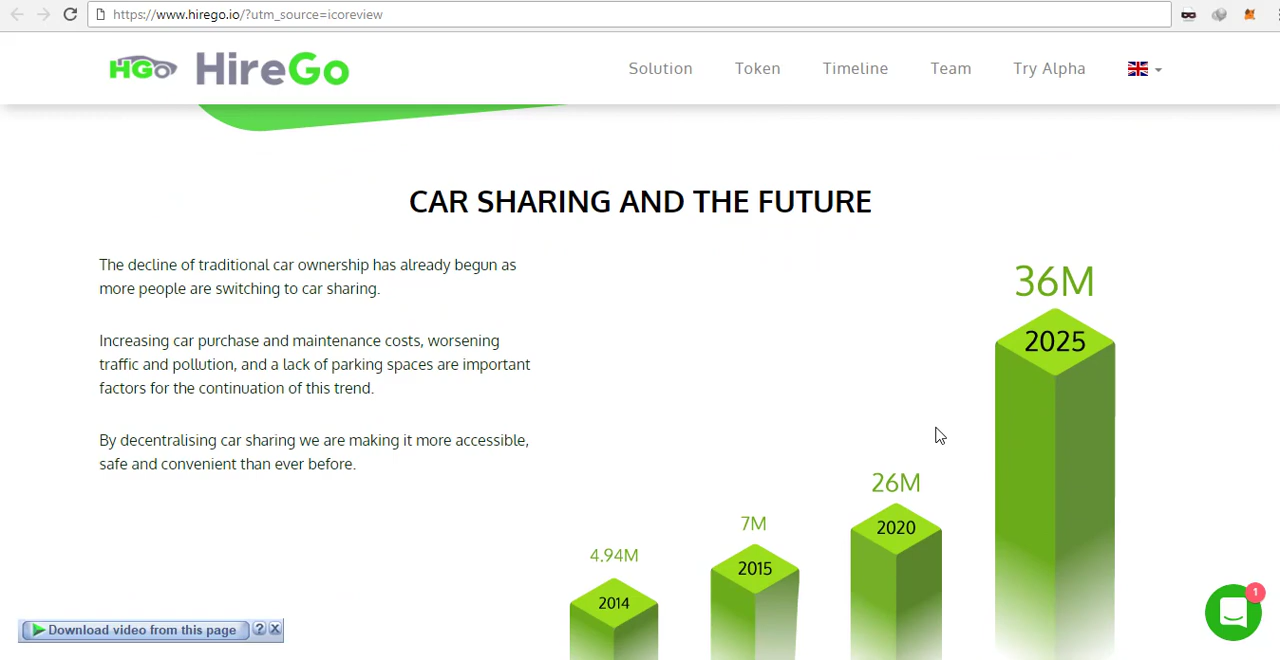 https://www.hirego.io/?utm_source=icoreview
HGo HireGo Solution Token Timeline Team Try Alpha
CAR SHARING AND THE FUTURE
The decline of traditional car ownership has already begun as
more people are switching to car sharing.
Increasing car purchase and maintenance costs, worsening
traffic and pollution, and a lack of parking spaces are important
factors for the continuation of this trend.
By decentralising car sharing we are making it more accessible,
safe and convenient than ever before.
36M
2025
26M
2020
7M
2015
4.94M
2014
1
Download video from this page ? X